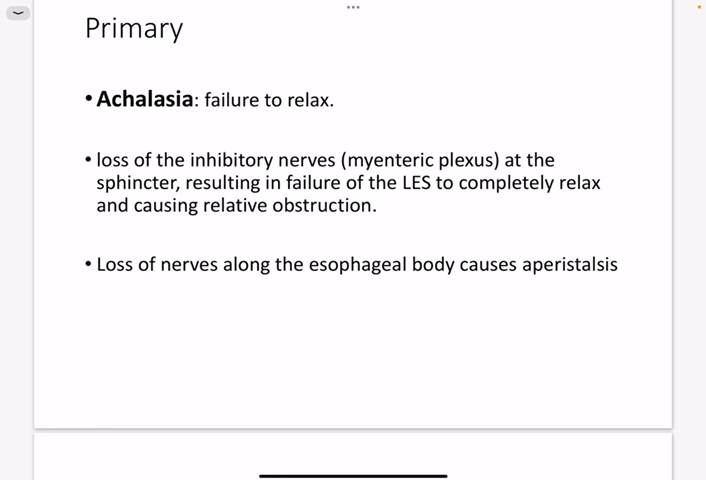 Primary
• Achalasia: failure to relax.
• loss of the inhibitory nerves (myenteric plexus) at the
sphincter, resulting in failure of the LES to completely relax
and causing relative obstruction.
• Loss of nerves along the esophageal body causes aperistalsis